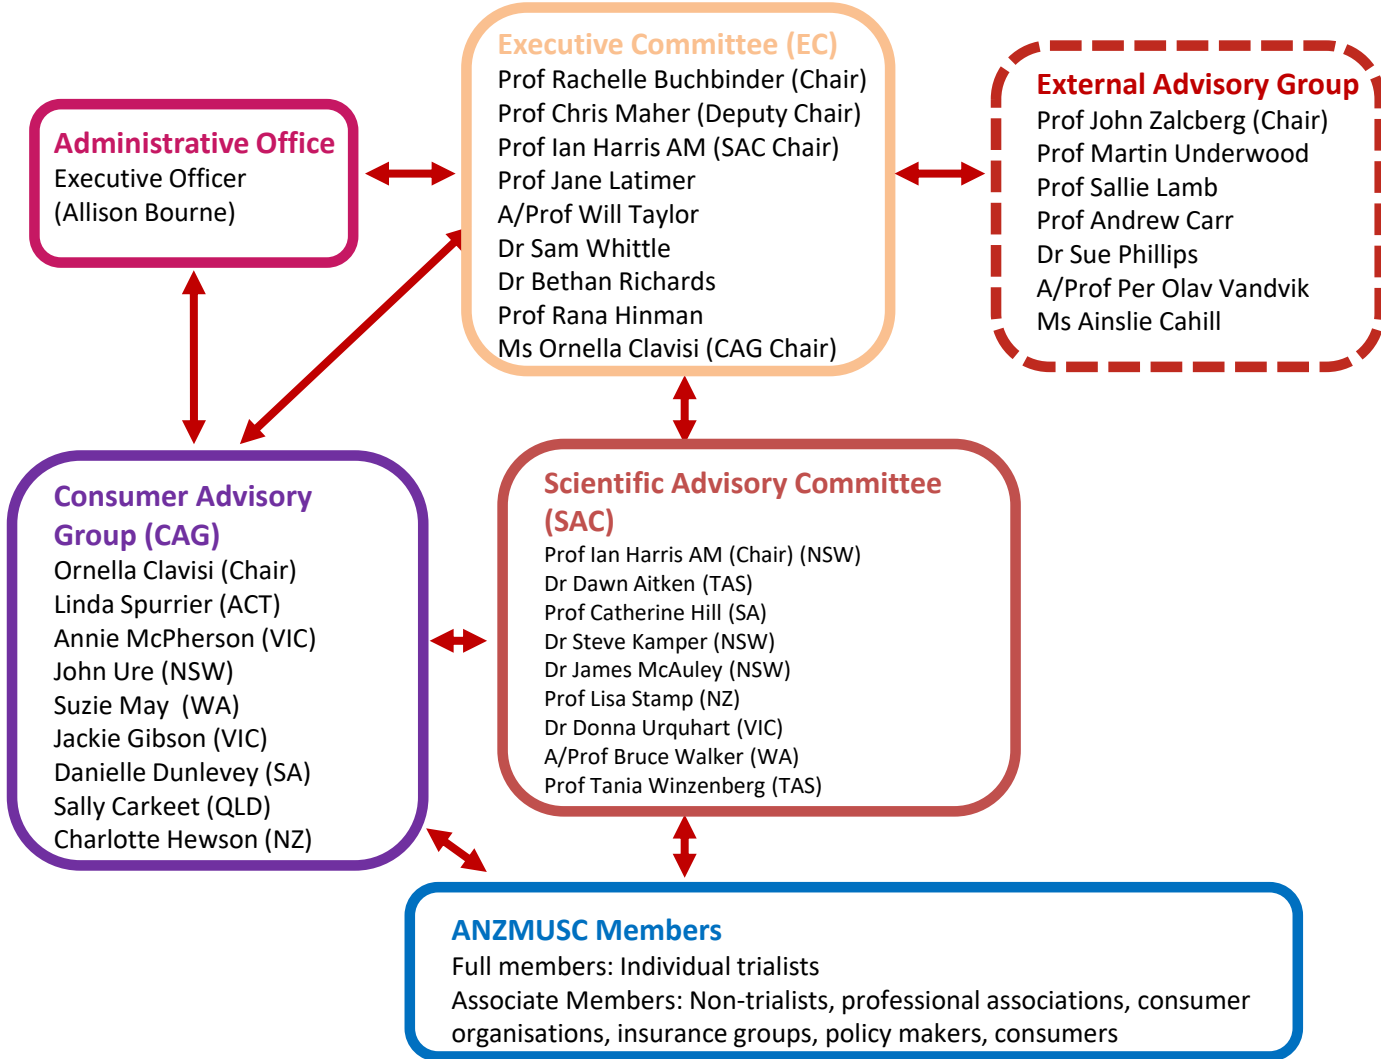 Executive Committee (EC)
Prof Rachelle Buchbinder (Chair)
Prof Chris Maher (Deputy Chair)
Prof Ian Harris AM (SAC Chair)
Prof Jane Latimer
A/Prof Will Taylor
Dr Sam Whittle
Dr Bethan Richards
Prof Rana Hinman
Ms Ornella Clavisi (CAG Chair)
Administrative Office
Executive Officer
(Allison Bourne)
External Advisory Group
Prof John Zalcberg (Chair)
Prof Martin Underwood
Prof Sallie Lamb
Prof Andrew Carr
Dr Sue Phillips
A/Prof Per Olav Vandvik
Ms Ainslie Cahill
Consumer Advisory
Group (CAG)
Ornella Clavisi (Chair)
Linda Spurrier (ACT)
Annie McPherson (VIC)
John Ure (NSW)
Suzie May (WA)
Jackie Gibson (VIC)
Danielle Dunlevey (SA)
Sally Carkeet (QLD)
Charlotte Hewson (NZ)
Scientific Advisory Committee
(SAC)
Prof Ian Harris AM (Chair) (NSW)
Dr Dawn Aitken (TAS)
Prof Catherine Hill (SA)
Dr Steve Kamper (NSW)
Dr James McAuley (NSW)
Prof Lisa Stamp (NZ)
Dr Donna Urquhart (VIC)
A/Prof Bruce Walker (WA)
Prof Tania Winzenberg (TAS)
ANZMUSC Members
Full members: Individual trialists
Associate Members: Non-trialists, professional associations, consumer
organisations, insurance groups, policy makers, consumers